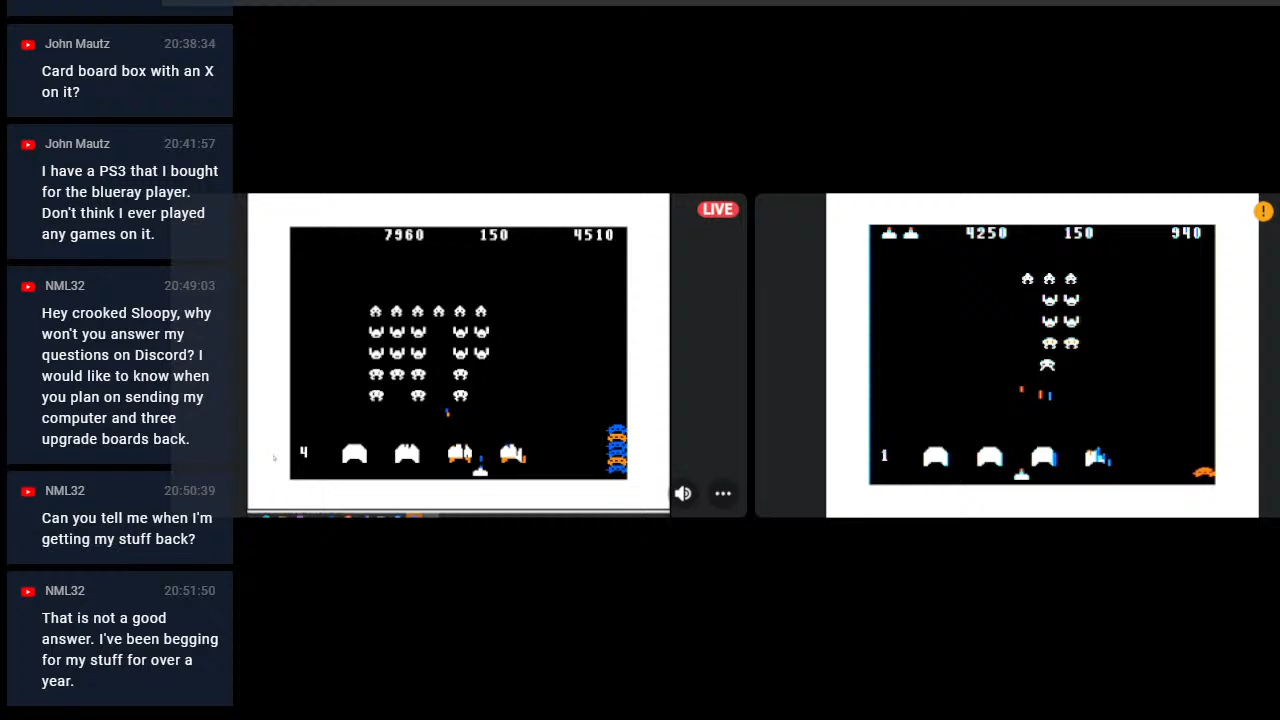 John Mautz 20:38:34
Card board box with an X
on it?
John Mautz 20:41:57
I have a PS3 that I bought
for the blueray player.
Don't think I ever played
any games on it.
NML32 20:49:03
Hey crooked Sloopy, why
won't you answer my
questions on Discord? I
would like to know when
you plan on sending my
computer and three
upgrade boards back.
NML32 20:50:39
Can you tell me when I'm
getting my stuff back?
NML32 20:51:50
That is not a good
answer. I've been begging
for my stuff for over a
year.
LIVE
7960 150 4510
4
4250 150 940
1